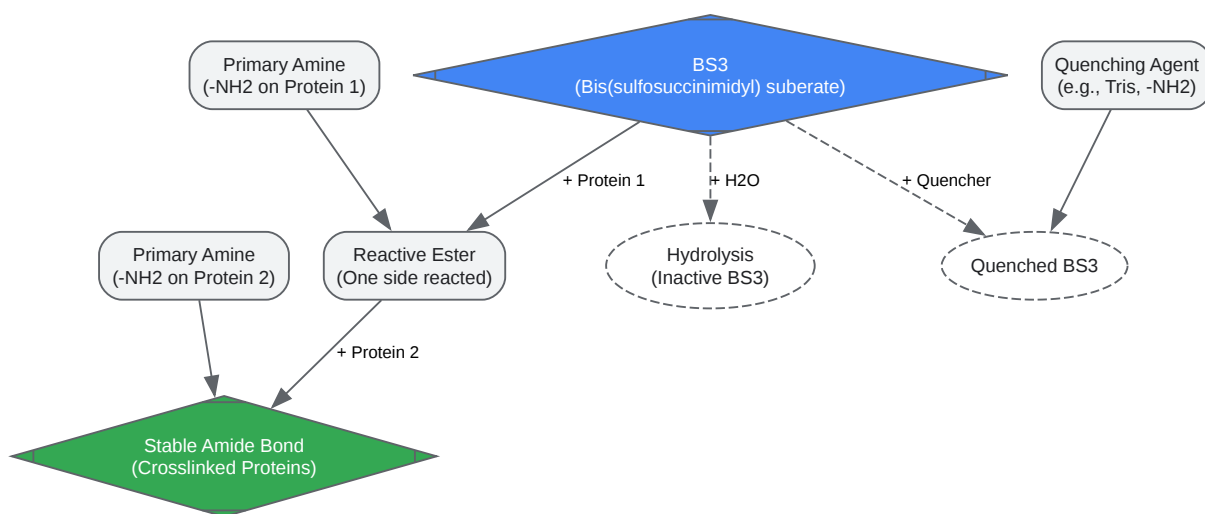 BS3
(Bis(sulfosuccinimidyl) suberate)
Primary Amine
(-NH2 on Protein 1)
Quenching Agent
(e.g., Tris, -NH2)
+ Protein 1
+ H2O
+ Quencher
Primary Amine
(-NH2 on Protein 2)
Reactive Ester
(One side reacted)
Hydrolysis
(Inactive BS3)
Quenched BS3
+ Protein 2
Stable Amide Bond
(Crosslinked Proteins)